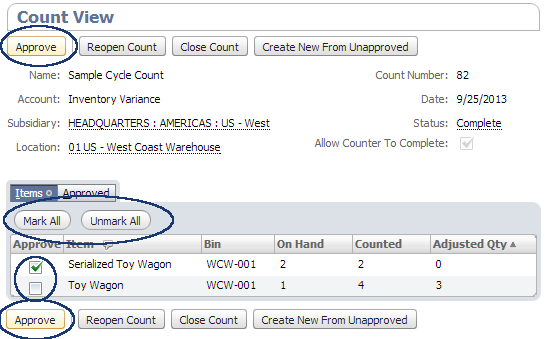 Count View
Approve Reopen Count Close Count Create New From Unapproved
Name: Sample Cycle Count Count Number: 82
Account: Inventory Variance Date: 9/25/2013
Subsidiary: HEADQUARTERS : AMERICAS : US - West Status: Complete
Location: 01 US - West Coast Warehouse Allow Counter To Complete:
Items Approved
Mark All Unmark All
Approve Item Bin On Hand Counted Adjusted Qty
Serialized Toy Wagon WCW-001 2 2 0
Toy Wagon WCW-001 1 4 3
Approve Reopen Count Close Count Create New From Unapproved